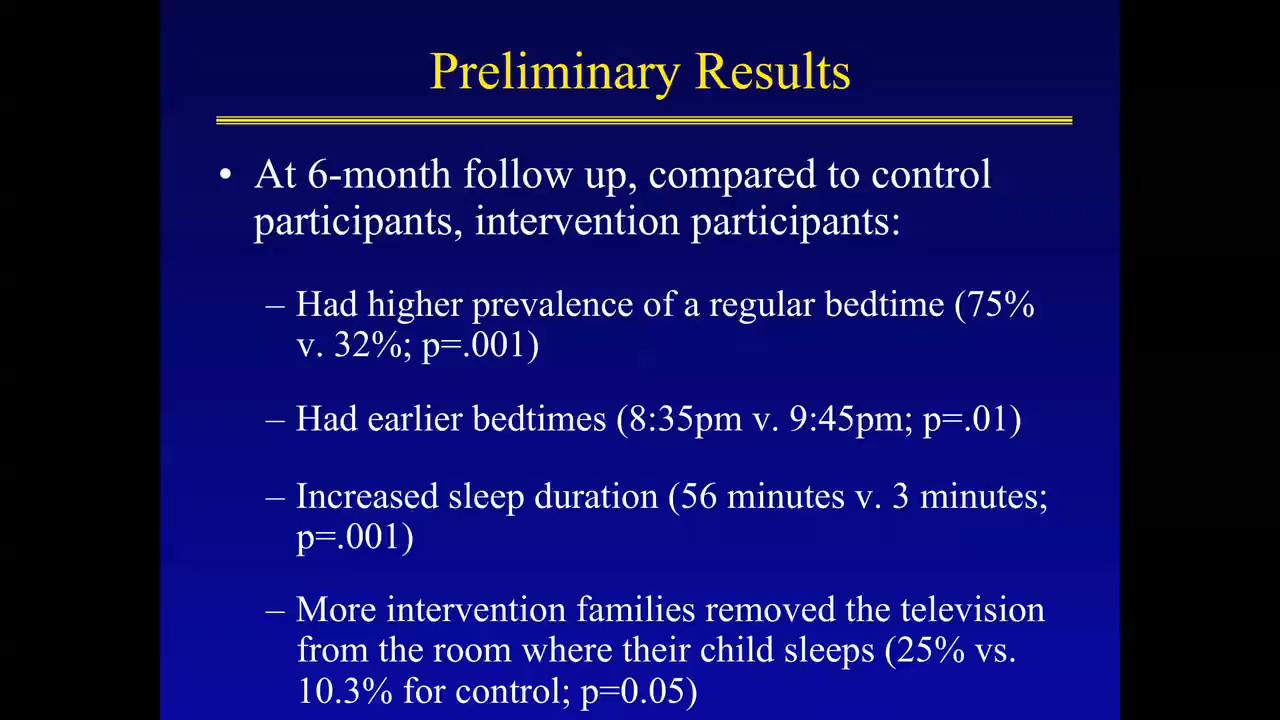 Preliminary Results
• At 6-month follow up, compared to control
participants, intervention participants:
– Had higher prevalence of a regular bedtime (75%
v. 32%; p=.001)
– Had earlier bedtimes (8:35pm v. 9:45pm; p=.01)
– Increased sleep duration (56 minutes v. 3 minutes;
p=.001)
– More intervention families removed the television
from the room where their child sleeps (25% vs.
10.3% for control; p=0.05)